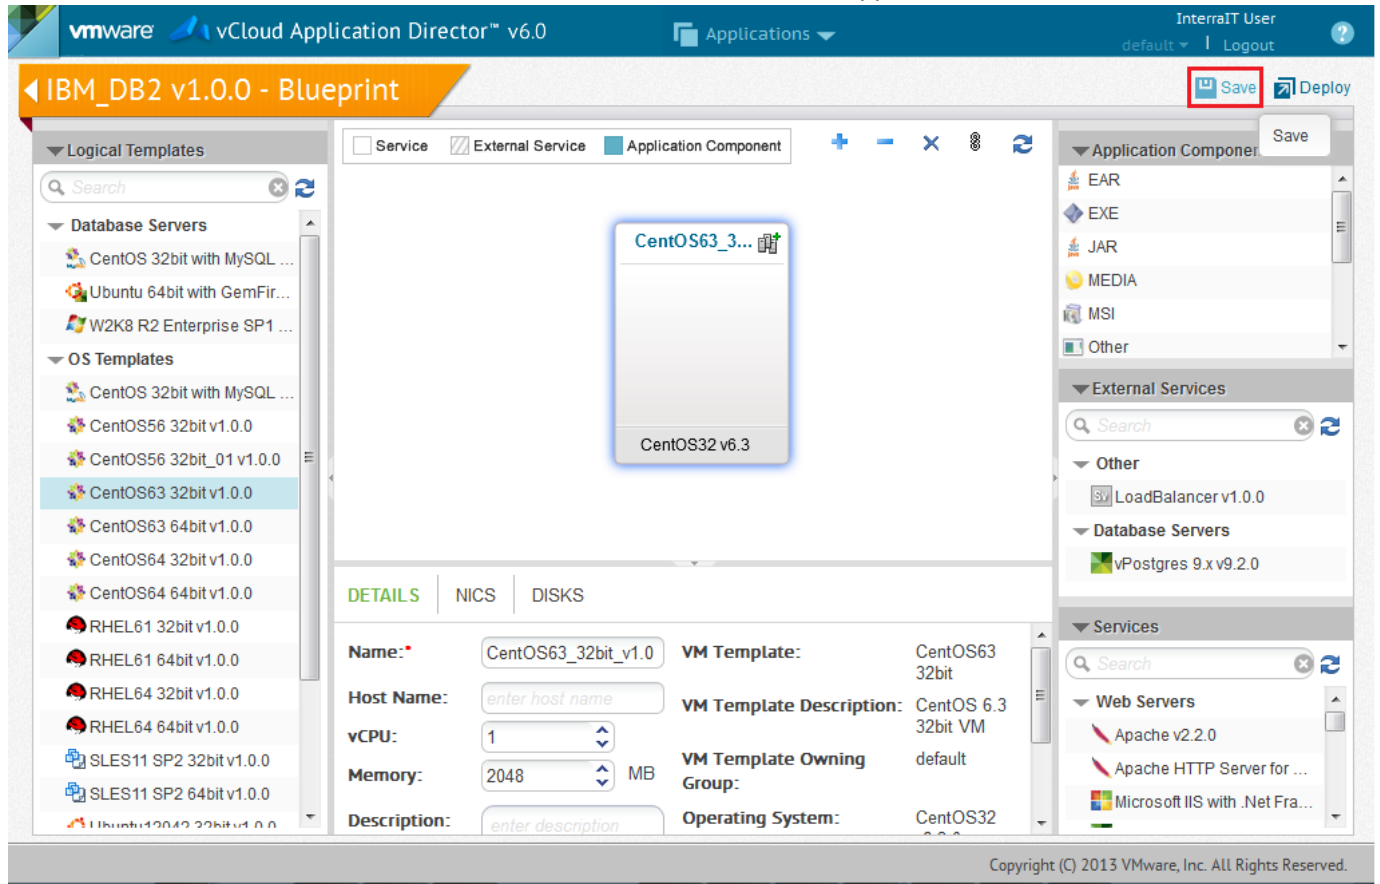 vmware vCloud Application Director™ v6.0
Applications
InterraIT User
default | Logout
?
IBM_DB2 v1.0.0 - Blueprint
Save
Deploy
Save
Logical Templates
Search
Database Servers
CentOS 32bit with MySQL ...
Ubuntu 64bit with GemFir...
W2K8 R2 Enterprise SP1 ...
OS Templates
CentOS 32bit with MySQL ...
CentOS56 32bit v1.0.0
CentOS56 32bit_01 v1.0.0
CentOS63 32bit v1.0.0
CentOS63 64bit v1.0.0
CentOS64 32bit v1.0.0
CentOS64 64bit v1.0.0
RHEL61 32bit v1.0.0
RHEL61 64bit v1.0.0
RHEL64 32bit v1.0.0
RHEL64 64bit v1.0.0
SLES11 SP2 32bit v1.0.0
SLES11 SP2 64bit v1.0.0
Service External Service Application Component
CentOS63_3...
CentOS32 v6.3
DETAILS NICS DISKS
Name:* CentOS63_32bit_v1.0
Host Name: enter host name
vCPU: 1
Memory: 2048 MB
Description: enter description
VM Template: CentOS63
32bit
VM Template Description: CentOS 6.3
32bit VM
VM Template Owning default
Group:
Operating System: CentOS32
Application Componen
EAR
EXE
JAR
MEDIA
MSI
Other
External Services
Search
Other
Sv LoadBalancer v1.0.0
Database Servers
vPostgres 9.x v9.2.0
Services
Search
Web Servers
Apache v2.2.0
Apache HTTP Server for ...
Microsoft IIS with .Net Fra...
Copyright (C) 2013 VMware, Inc. All Rights Reserved.